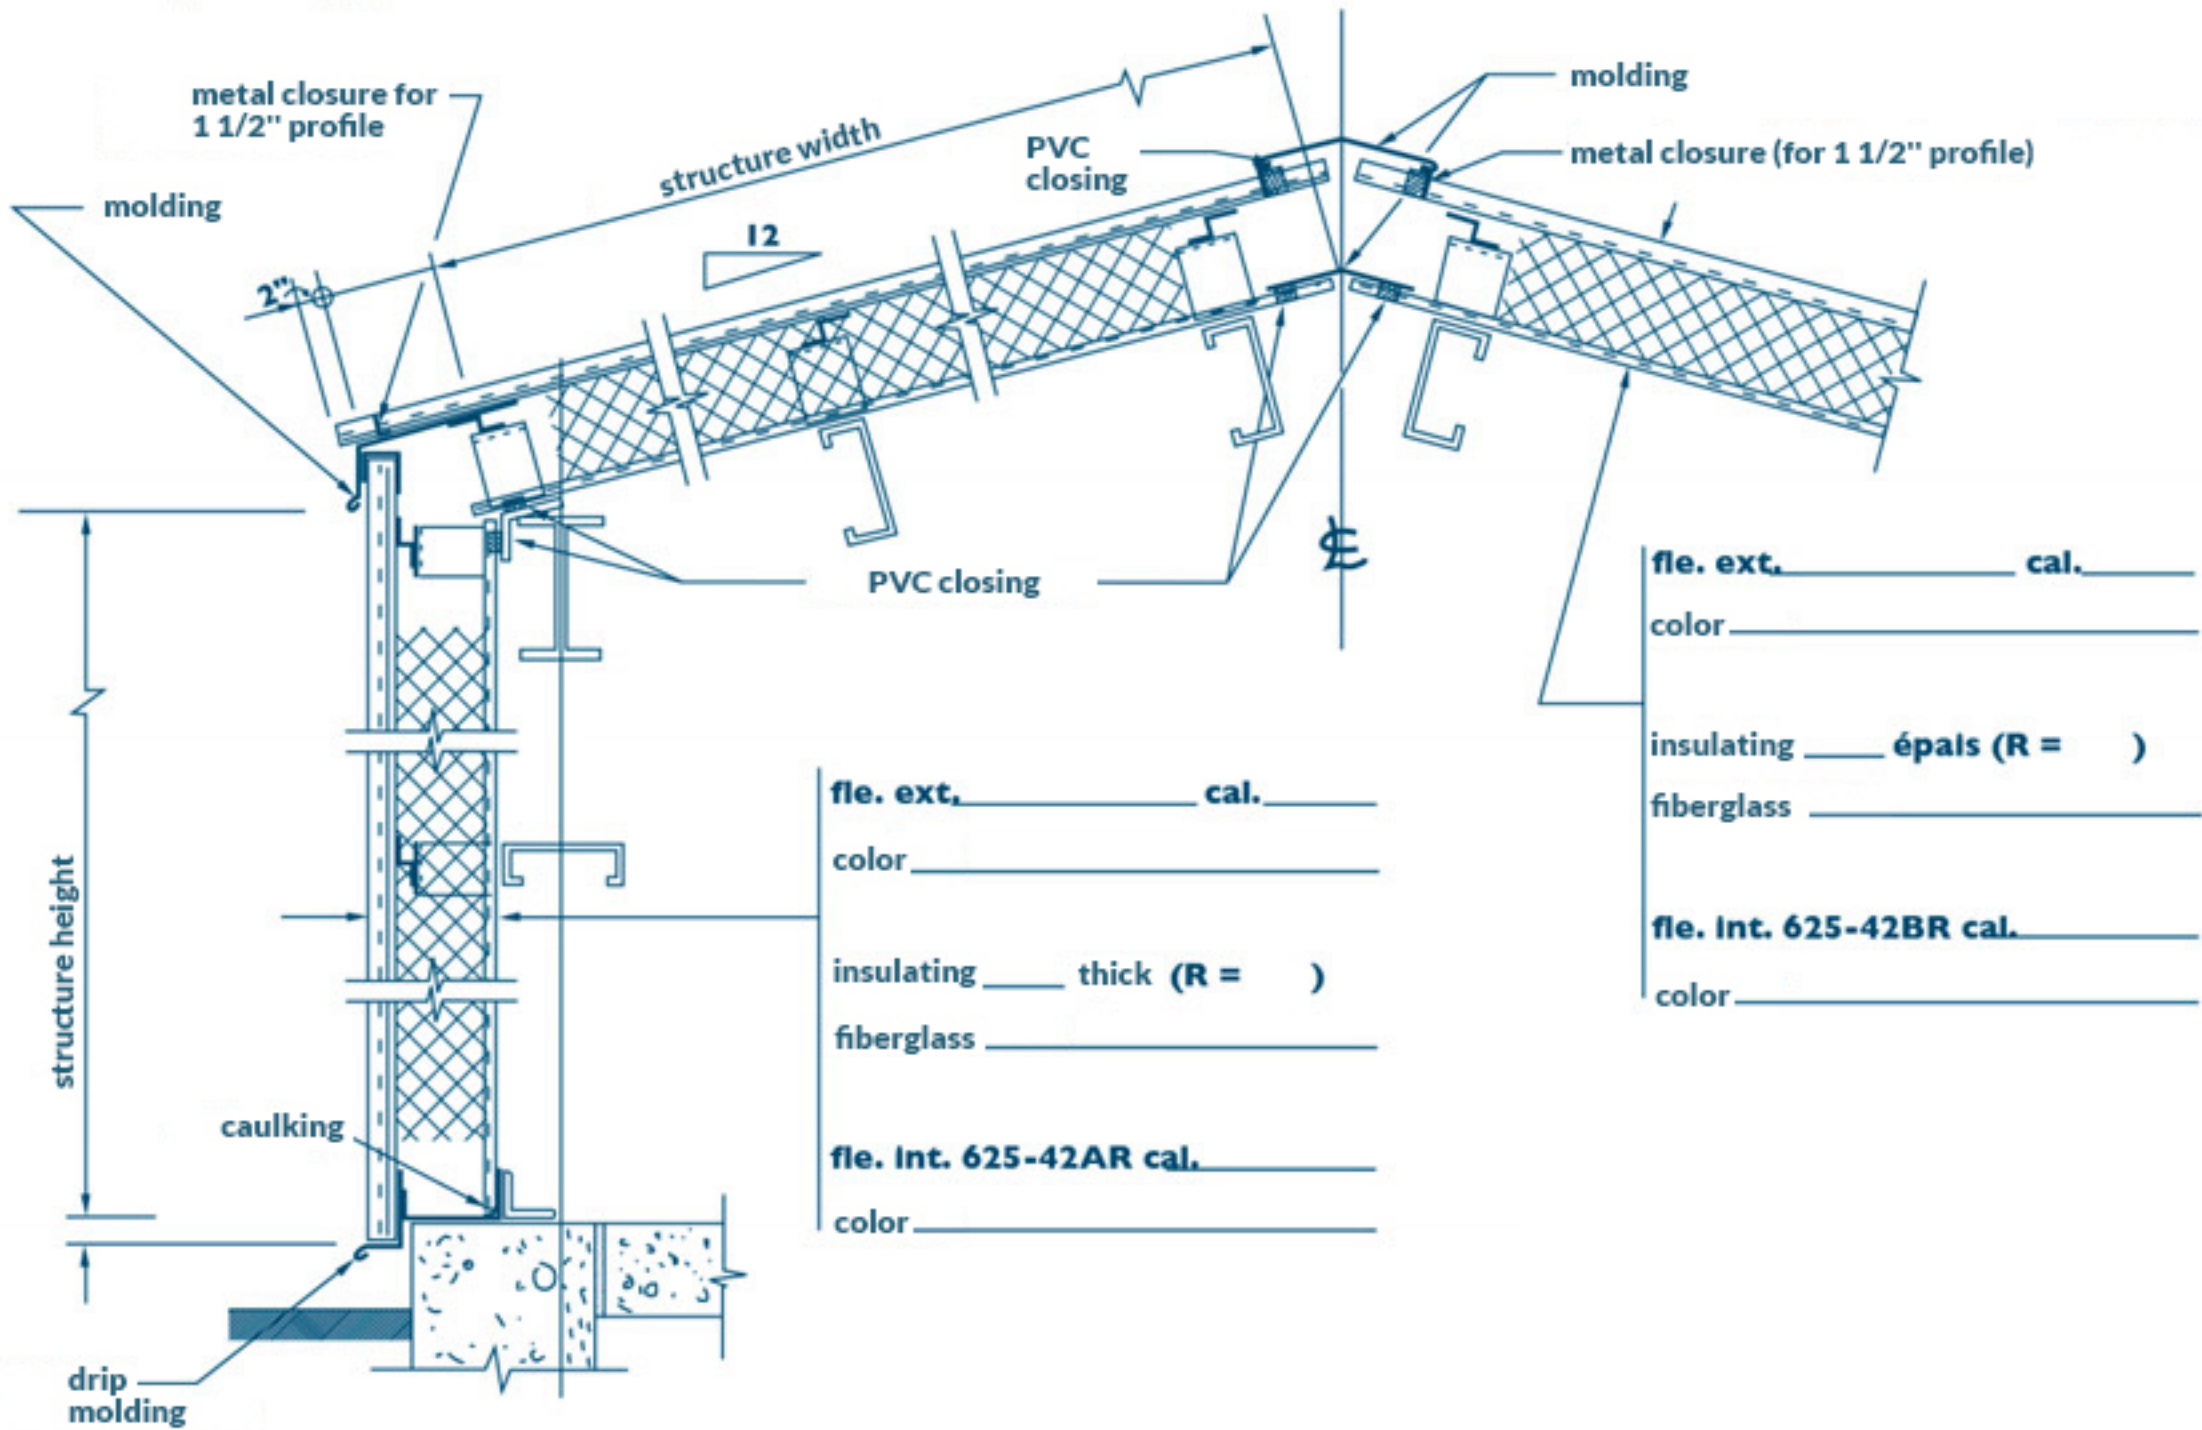 molding
metal closure for
1 1/2" profile
metal closure (for 1 1/2" profile)
structure width
PVC
closing
molding
12
2"
PVC closing
fle. ext. cal.
color
insulating épais (R = )
fiberglass
fle. int. 625-42BR cal.
color
fle. ext. cal.
color
insulating thick (R = )
fiberglass
fle. int. 625-42AR cal.
color
structure height
caulking
drip
molding